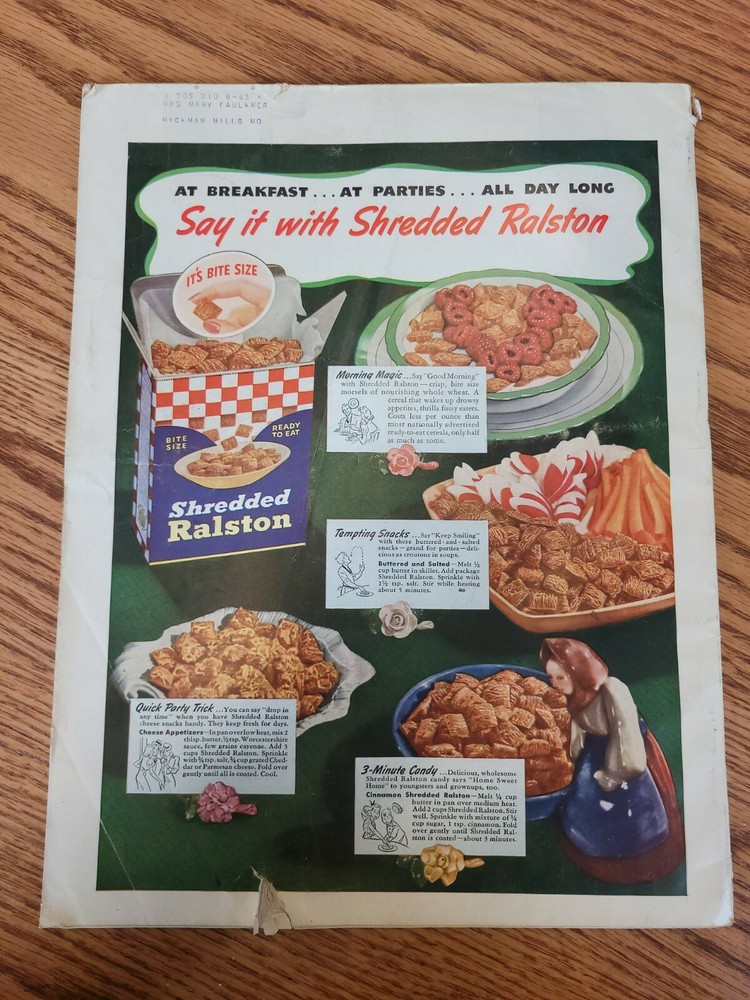 MRS MARY FAULKNER
HICKMAN MILLS MO
AT BREAKFAST...AT PARTIES...ALL DAY LONG
Say it with Shredded Ralston
IT'S BITE SIZE
BITE SIZE
READY TO EAT
Shredded
Ralston
Morning Magic...Say "Good Morning"
with Shredded Ralston—crisp, bite size
morsels of nourishing whole wheat. A
cereal that wakes up drowsy
appetites, thrills fussy eaters.
Costs less per ounce than
most nationally advertised
ready-to-eat cereals, only half
as much as some.
Tempting Snacks...Say "Keep Smiling"
with these buttered-and-salted
snacks—grand for parties—deli-
cious as croutons in soups.
Buttered and Salted—Melt ½
cup butter in skillet. Add package
Shredded Ralston. Sprinkle with
1½ tsp. salt. Stir while heating
about 5 minutes.
Quick Party Trick...You can say "drop in
any time" when you have Shredded Ralston
cheese snacks handy. They keep fresh for days.
Cheese Appetizers—In pan over low heat, mix 2
tblsp. butter, ½ tsp. Worcestershire
sauce, few grains cayenne. Add 3
cups Shredded Ralston. Sprinkle
with ¾ tsp. salt, ¾ cup grated Ched-
dar or Parmesan cheese. Fold over
gently until all is coated. Cool.
3-Minute Candy...Delicious, wholesome
Shredded Ralston candy says "Home Sweet
Home" to youngsters and grownups, too.
Cinnamon Shredded Ralston—Melt ¼ cup
butter in pan over medium heat.
Add 2 cups Shredded Ralston, Stir
well. Sprinkle with mixture of ¼
cup sugar, 1 tsp. cinnamon. Fold
over gently until Shredded Ral-
ston is coated—about 3 minutes.